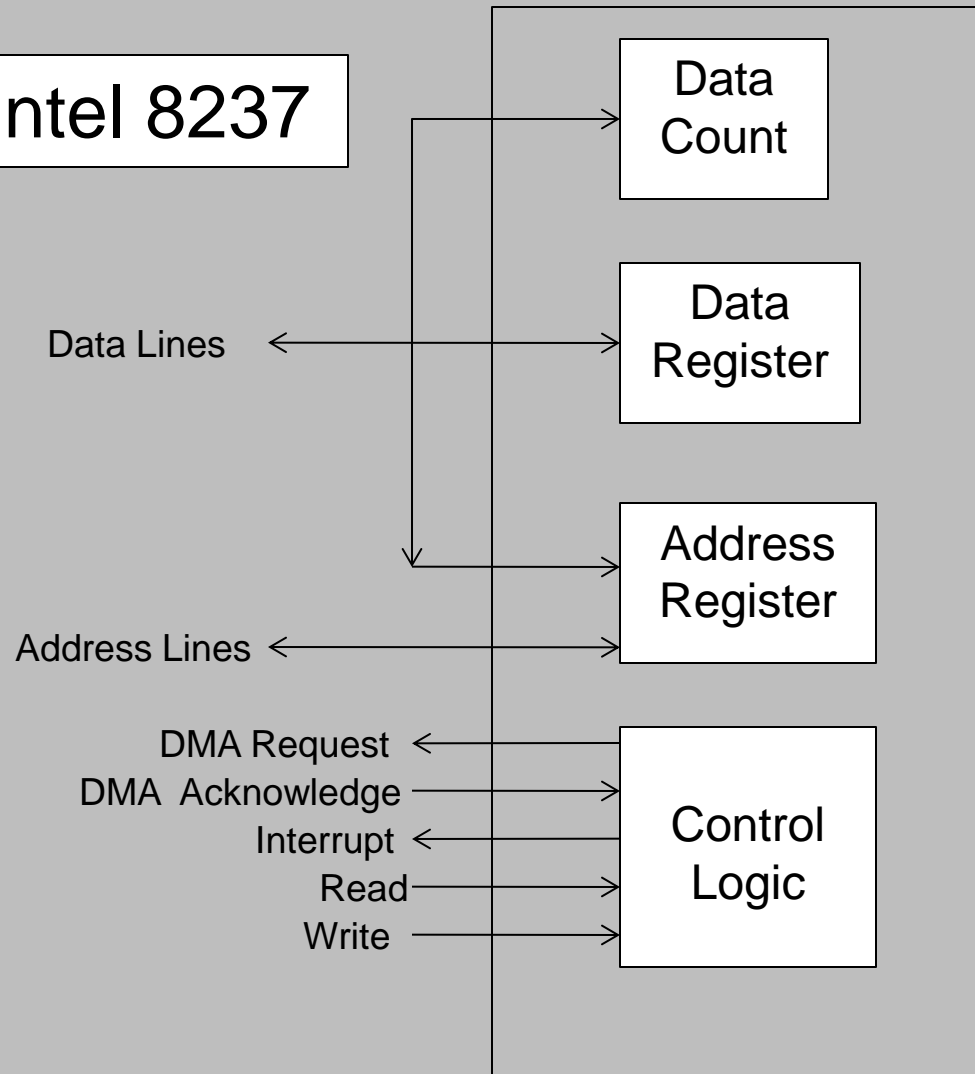 ntel 8237
Data
Count
Data
Register
Data Lines
Address
Register
Address Lines
DMA Request
DMA Acknowledge
Interrupt
Read
Write
Control
Logic